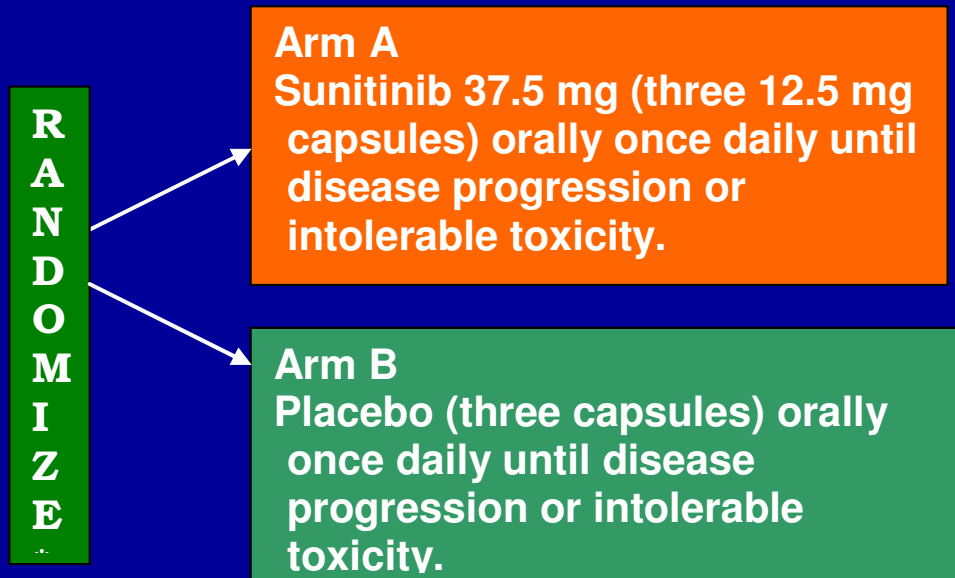 R
A
N
D
O
M
I
Z
E
Arm A
Sunitinib 37.5 mg (three 12.5 mg
capsules) orally once daily until
disease progression or
intolerable toxicity.
Arm B
Placebo (three capsules) orally
once daily until disease
progression or intolerable
toxicity.